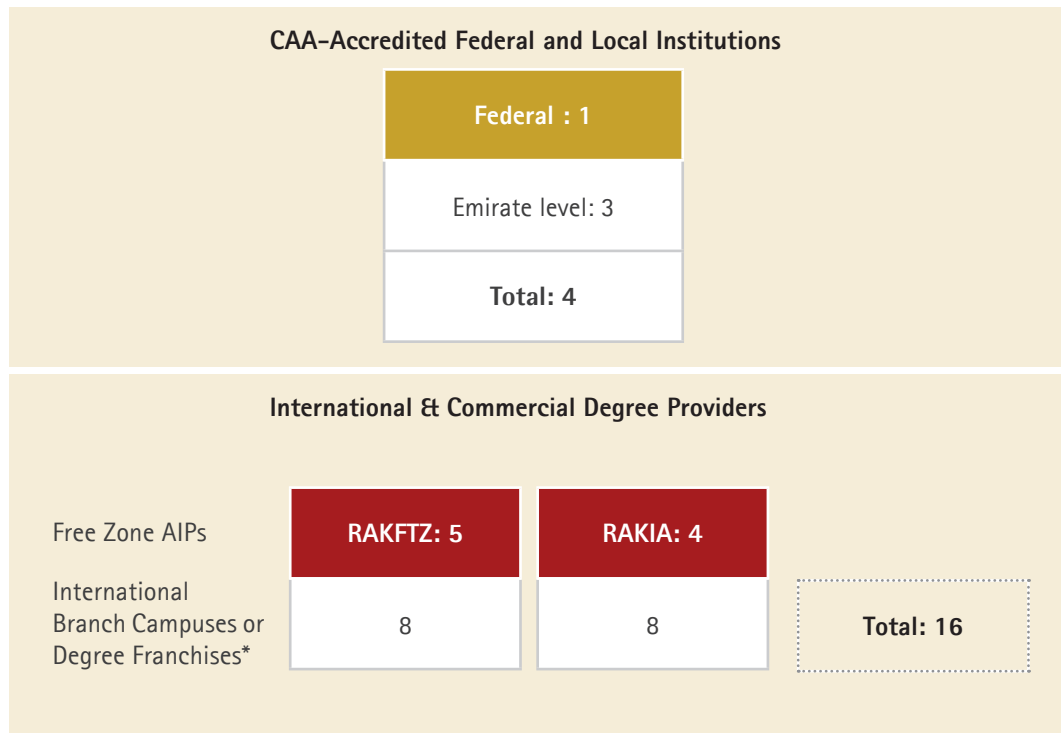 CAA-Accredited Federal and Local Institutions
Federal : 1
Emirate level: 3
Total: 4
International & Commercial Degree Providers
Free Zone AIPs
RAKFTZ: 5
RAKIA: 4
International
Branch Campuses or
Degree Franchises*
8
8
Total: 16